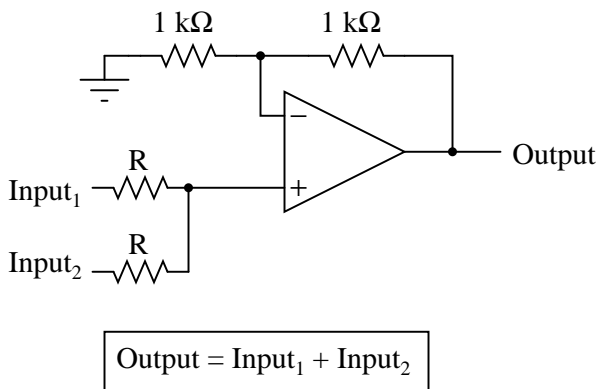 1 kΩ 1 kΩ
−
Output
R
Input₁
+
R
Input₂
Output = Input₁ + Input₂